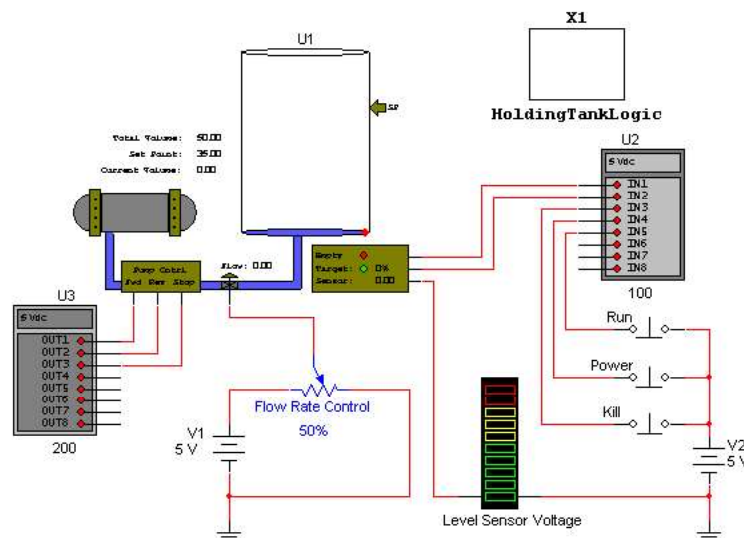 X1
HoldingTankLogic
U1
SP
Total Volume: 50.00
Set Point: 35.00
Current Volume: 0.00
U2
5 Vdc
IN1
IN2
IN3
IN4
IN5
IN6
IN7
IN8
100
Empty
Target: 0%
Sensor: 0.00
Flow: 0.00
Pump Cntrl
Fwd Rev Stop
U3
5 Vdc
OUT1
OUT2
OUT3
OUT4
OUT5
OUT6
OUT7
OUT8
200
Run
Power
Kill
Flow Rate Control
50%
V1
5 V
V2
5 V
Level Sensor Voltage